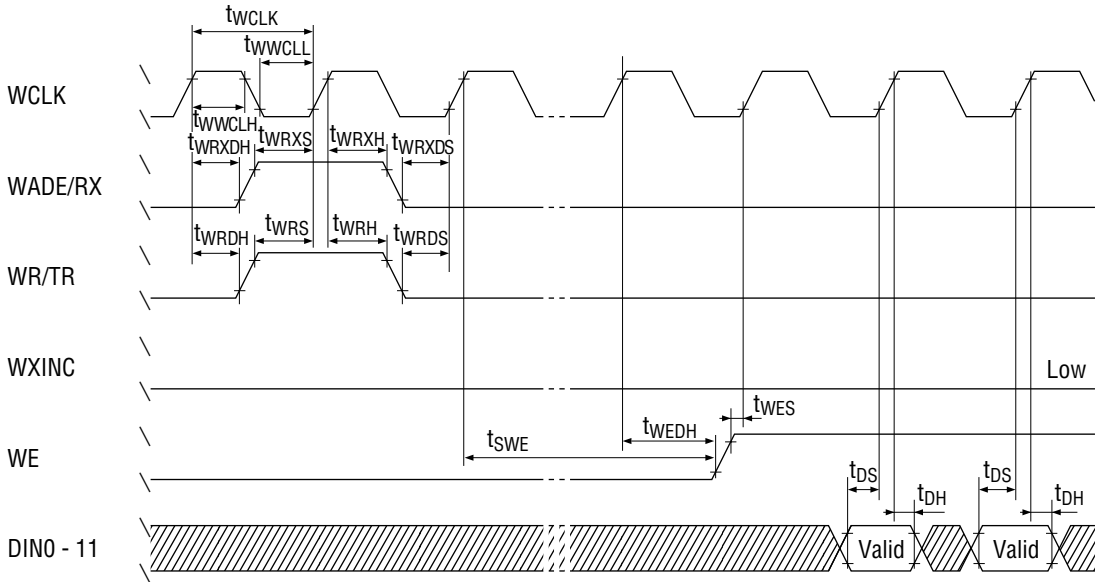 tWCLK
tWWCLL
WCLK
tWWCLH
tWRXDH tWRXS tWRXH tWRXDS
WADE/RX
tWRDH tWRS tWRH tWRDS
WR/TR
WXINC Low
tWES
tSWE tWEDH
WE
tDS tDH tDS tDH
DIN0 - 11 Valid Valid